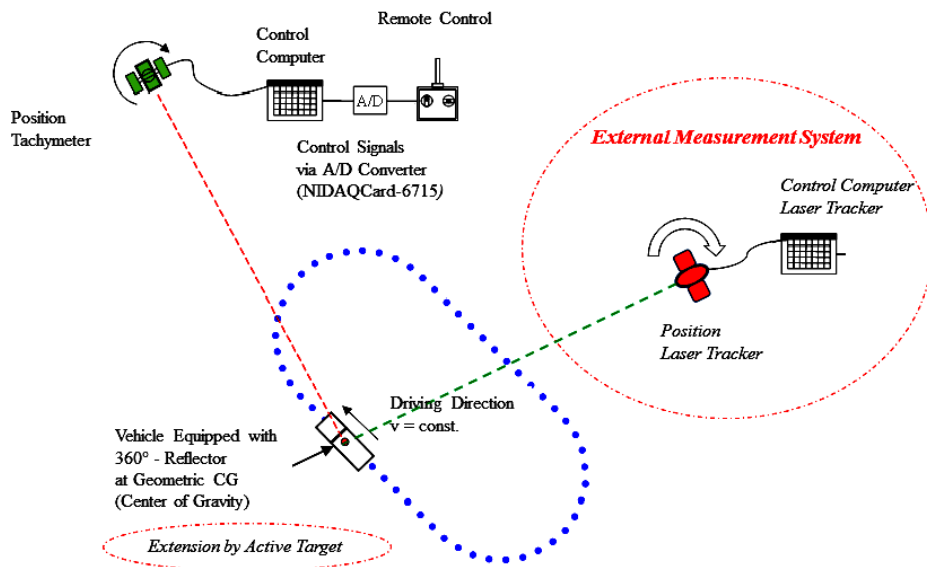 Remote Control
Control
Computer
A/D
Position
Tachymeter
Control Signals
via A/D Converter
(NIDAQCard-6715)
External Measurement System
Control Computer
Laser Tracker
Position
Laser Tracker
Driving Direction
v = const.
Vehicle Equipped with
360° - Reflector
at Geometric CG
(Center of Gravity)
Extension by Active Target